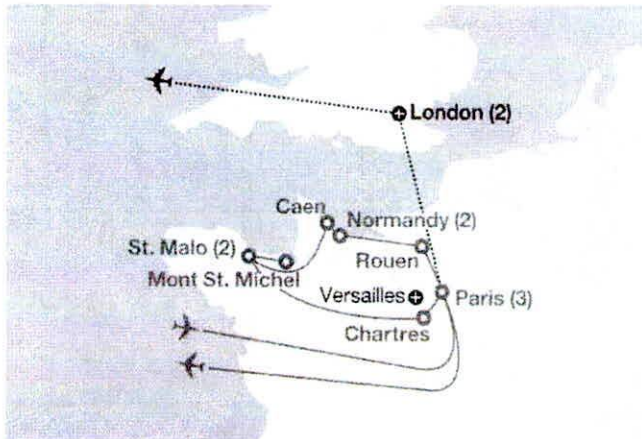 London (2)
Caen
Normandy (2)
St. Malo (2)
Rouen
Mont St. Michel
Versailles
Paris (3)
Chartres